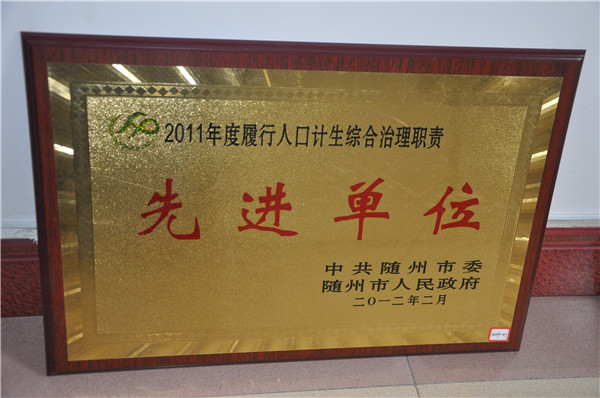 2011年度履行人口计生综合治理职责
先进单位
中共随州市委
随州市人民政府
二〇一二年二月